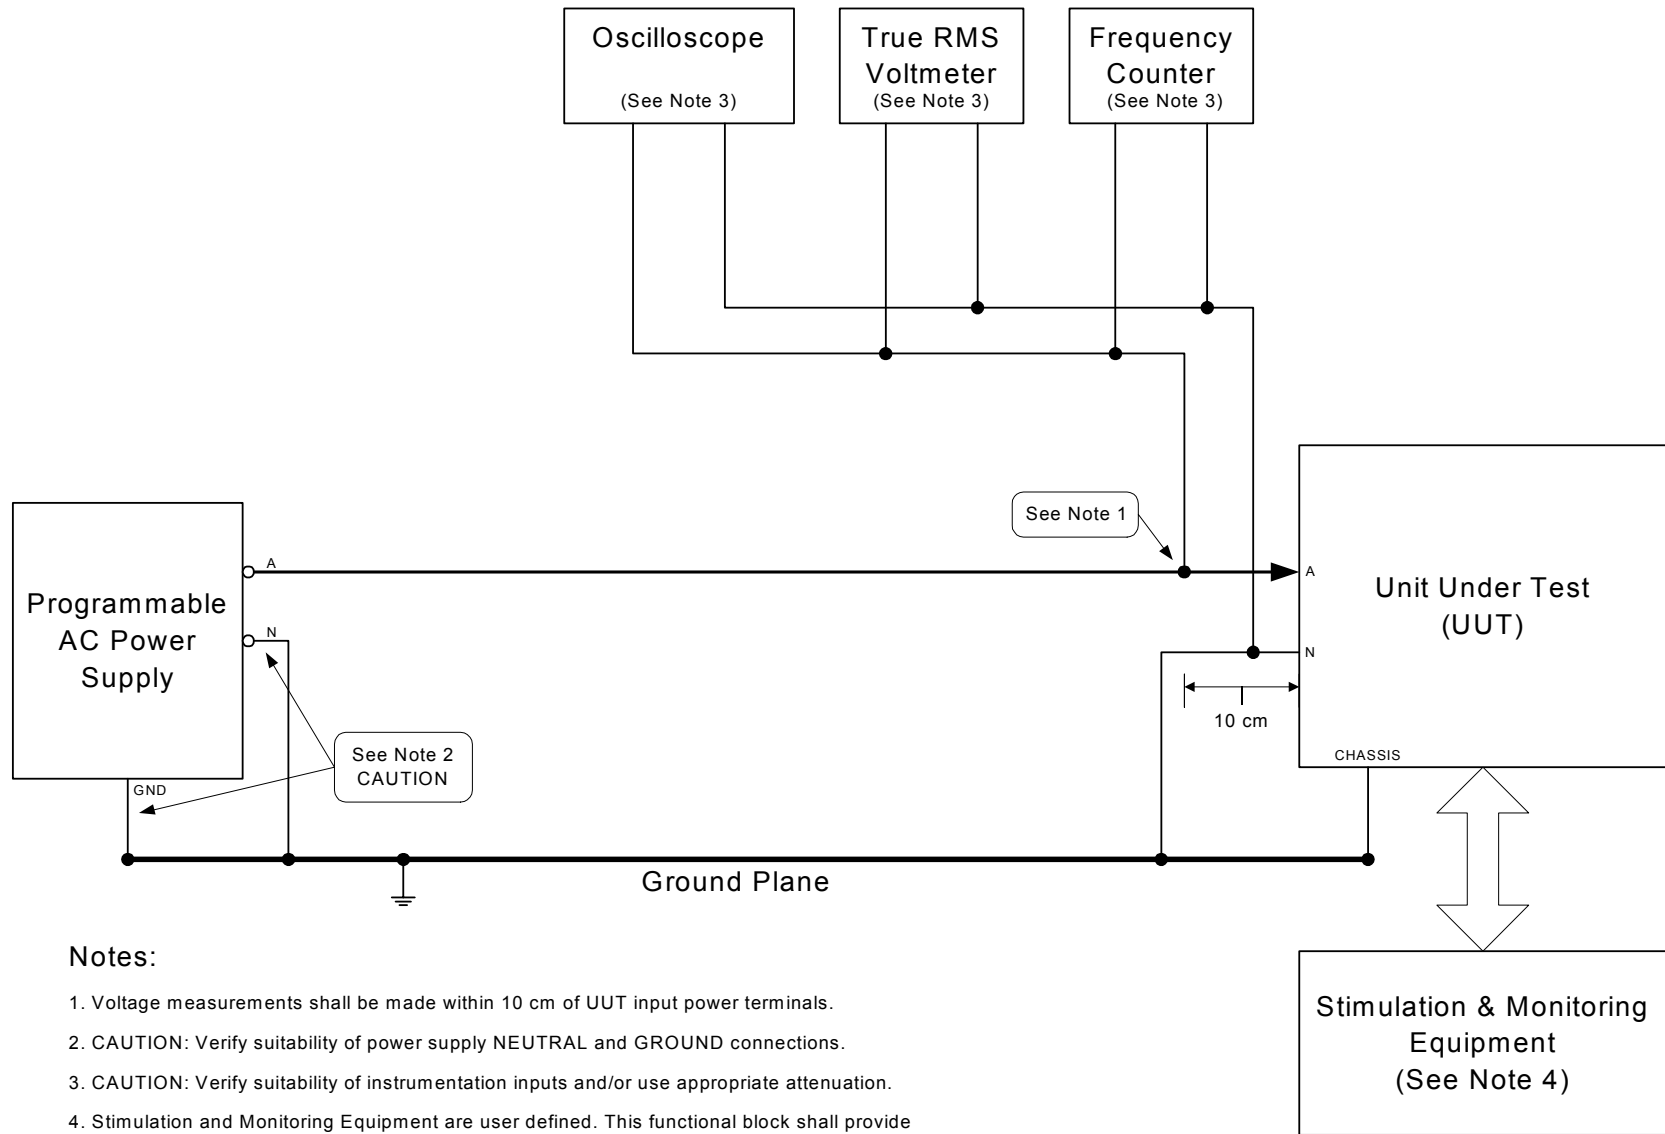 Oscilloscope
(See Note 3)
True RMS
Voltmeter
(See Note 3)
Frequency
Counter
(See Note 3)
See Note 1
Programmable
AC Power
Supply
A
N
GND
See Note 2
CAUTION
A
N
Unit Under Test
(UUT)
10 cm
CHASSIS
Ground Plane
Stimulation & Monitoring
Equipment
(See Note 4)
Notes:
1. Voltage measurements shall be made within 10 cm of UUT input power terminals.
2. CAUTION: Verify suitability of power supply NEUTRAL and GROUND connections.
3. CAUTION: Verify suitability of instrumentation inputs and/or use appropriate attenuation.
4. Stimulation and Monitoring Equipment are user defined. This functional block shall provide